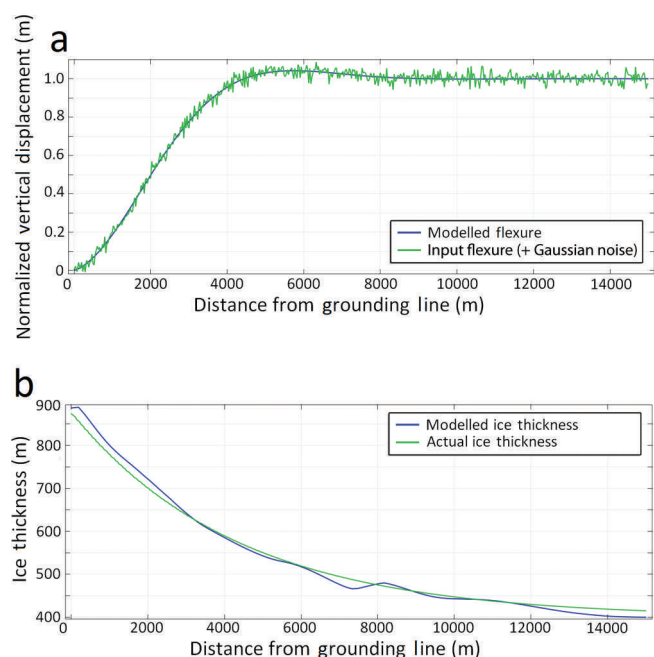 a
Normalized vertical displacement (m)
1.0
0.8
0.6
0.4
0.2
0
0 2000 4000 6000 8000 10000 12000 14000
Distance from grounding line (m)
Modelled flexure
Input flexure (+ Gaussian noise)
b
Ice thickness (m)
900
800
700
600
500
400
0 2000 4000 6000 8000 10000 12000 14000
Distance from grounding line (m)
Modelled ice thickness
Actual ice thickness